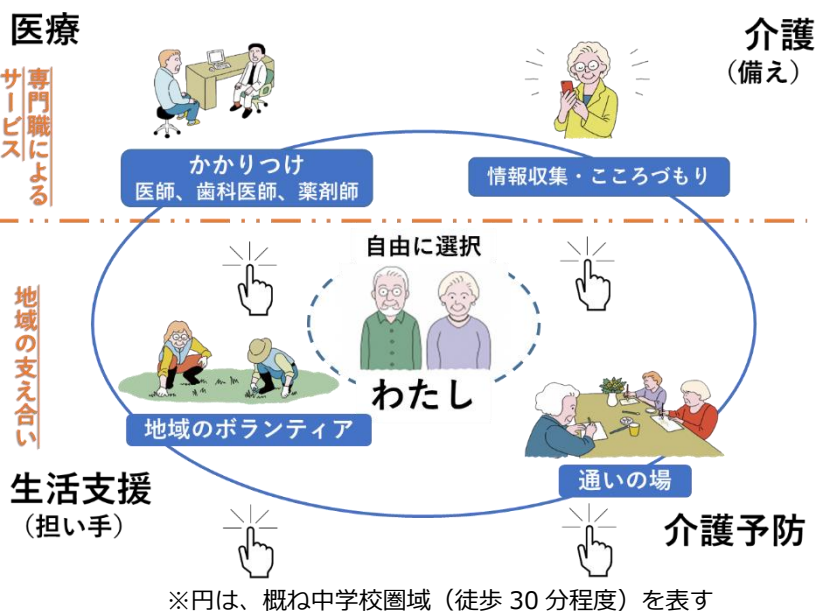 医療
介護
（備え）
専門職による
サービス
かかりつけ
医師、歯科医師、薬剤師
情報収集・こころづもり
自由に選択
わたし
地域の支え合い
地域のボランティア
通いの場
生活支援
（担い手）
介護予防
※円は、概ね中学校圏域（徒歩 30 分程度）を表す